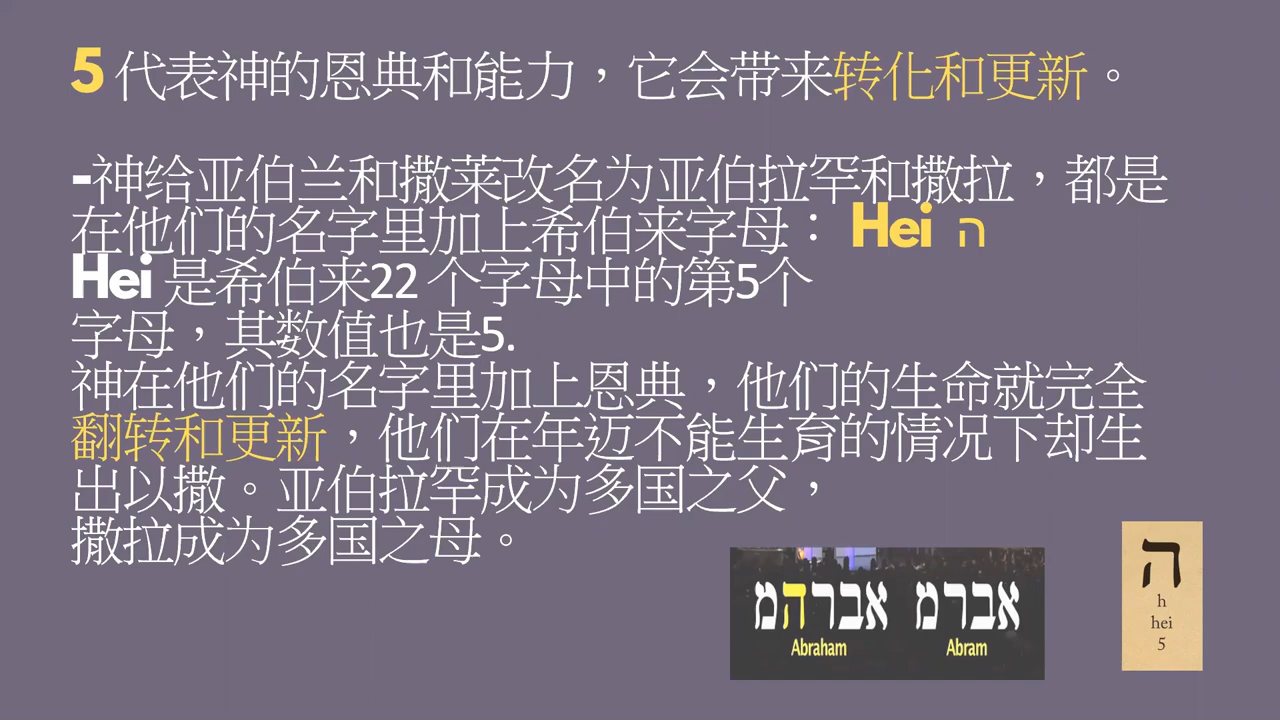 5 代表神的恩典和能力，它会带来转化和更新。
-神给亚伯兰和撒莱改名为亚伯拉罕和撒拉，都是
在他们的名字里加上希伯来字母： Hei ה
Hei 是希伯来22 个字母中的第5个
字母，其数值也是5.
神在他们的名字里加上恩典，他们的生命就完全
翻转和更新，他们在年迈不能生育的情况下却生
出以撒。亚伯拉罕成为多国之父，
撒拉成为多国之母。
אברהמ אברמ
Abraham Abram
ה
h
hei
5